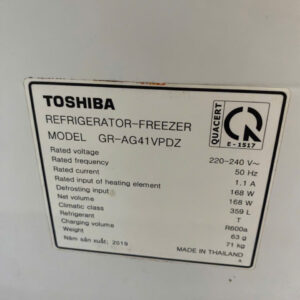 TOSHIBA
REFRIGERATOR-FREEZER
MODEL GR-AG41VPDZ
QUACERT
E - 1517
Rated voltage 220~240 V~
Rated frequency 50 Hz
Rated current 1.1 A
Rated input of heating element 168 W
Defrosting input 168 W
Net volume 359 L
Climatic class T
Refrigerant R600a
Charging volume 63 g
Weight 71 kg
Năm sản xuất: 2019
MADE IN THAILAND